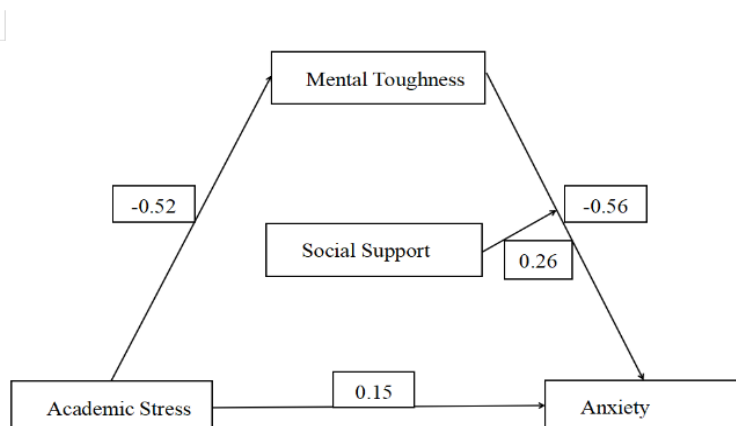 Mental Toughness
-0.52
-0.56
Social Support
0.26
0.15
Academic Stress
Anxiety